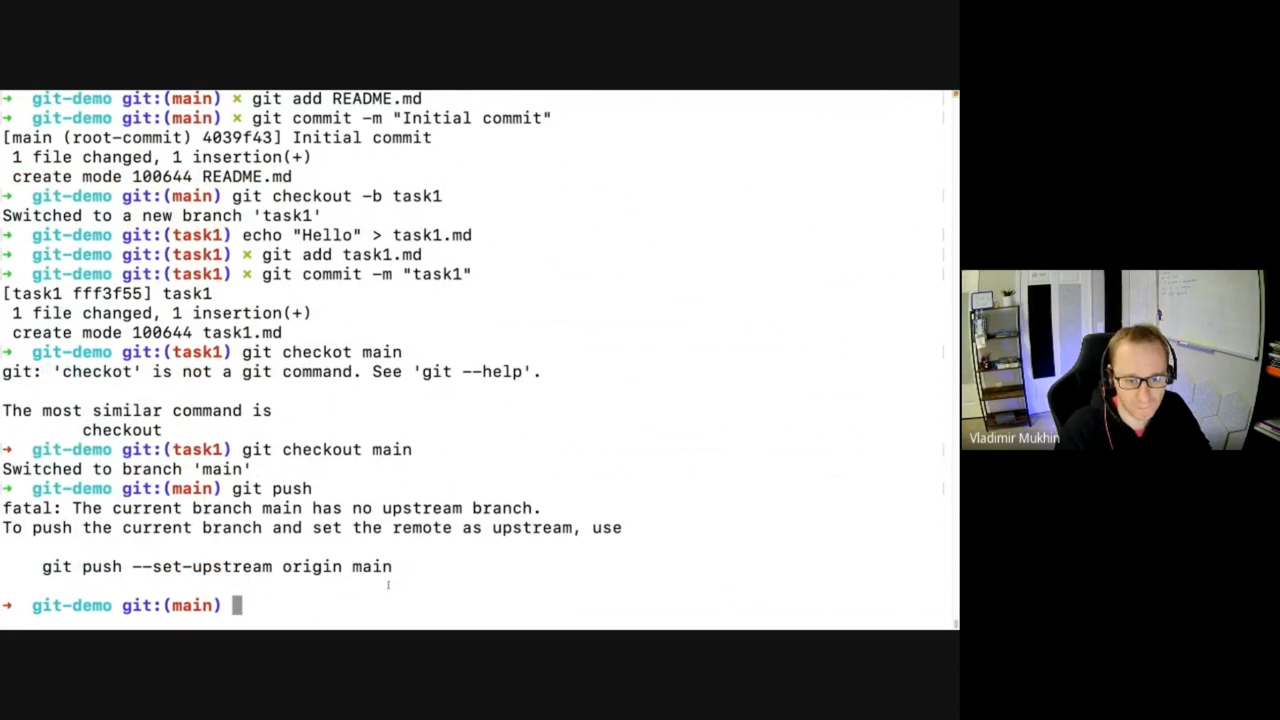 ➜ git-demo git:(main) × git add README.md
➜ git-demo git:(main) × git commit -m "Initial commit"
[main (root-commit) 4039f43] Initial commit
1 file changed, 1 insertion(+)
create mode 100644 README.md
➜ git-demo git:(main) git checkout -b task1
Switched to a new branch 'task1'
➜ git-demo git:(task1) echo "Hello" > task1.md
➜ git-demo git:(task1) × git add task1.md
➜ git-demo git:(task1) × git commit -m "task1"
[task1 fff3f55] task1
1 file changed, 1 insertion(+)
create mode 100644 task1.md
➜ git-demo git:(task1) git checkot main
git: 'checkot' is not a git command. See 'git --help'.
The most similar command is
checkout
➜ git-demo git:(task1) git checkout main
Switched to branch 'main'
➜ git-demo git:(main) git push
fatal: The current branch main has no upstream branch.
To push the current branch and set the remote as upstream, use
git push --set-upstream origin main
➜ git-demo git:(main)
Vladimir Mukhin